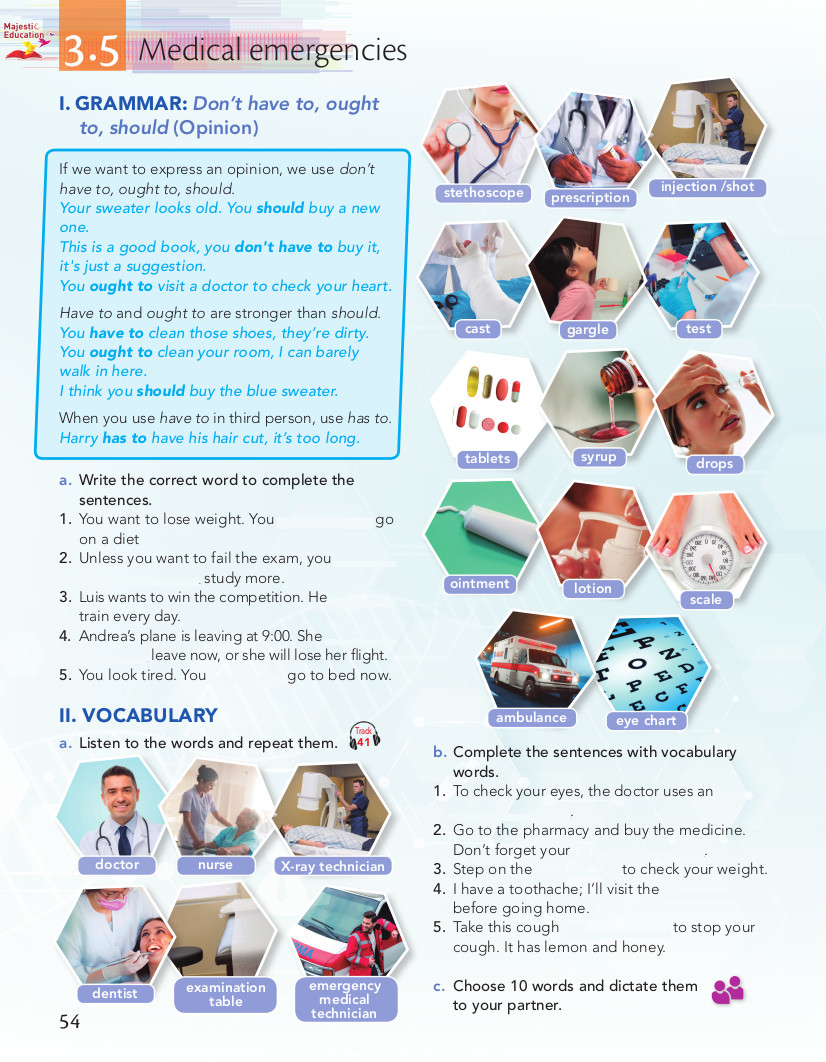 Majestic
Education
3.5 Medical emergencies
I. GRAMMAR: Don't have to, ought
to, should (Opinion)
If we want to express an opinion, we use don't
have to, ought to, should.
Your sweater looks old. You should buy a new
one.
This is a good book, you don't have to buy it,
it's just a suggestion.
You ought to visit a doctor to check your heart.
Have to and ought to are stronger than should.
You have to clean those shoes, they're dirty.
You ought to clean your room, I can barely
walk in here.
I think you should buy the blue sweater.
When you use have to in third person, use has to.
Harry has to have his hair cut, it's too long.
a. Write the correct word to complete the
sentences.
1. You want to lose weight. You go
on a diet
2. Unless you want to fail the exam, you
. study more.
3. Luis wants to win the competition. He
train every day.
4. Andrea's plane is leaving at 9:00. She
leave now, or she will lose her flight.
5. You look tired. You go to bed now.
II. VOCABULARY
a. Listen to the words and repeat them.
Track
41
doctor
nurse
X-ray technician
dentist
examination
table
emergency
medical
technician
54
stethoscope
prescription
injection /shot
cast
gargle
test
tablets
syrup
drops
ointment
lotion
scale
ambulance
eye chart
b. Complete the sentences with vocabulary
words.
1. To check your eyes, the doctor uses an
.
2. Go to the pharmacy and buy the medicine.
Don't forget your .
3. Step on the to check your weight.
4. I have a toothache; I'll visit the
before going home.
5. Take this cough to stop your
cough. It has lemon and honey.
c. Choose 10 words and dictate them
to your partner.